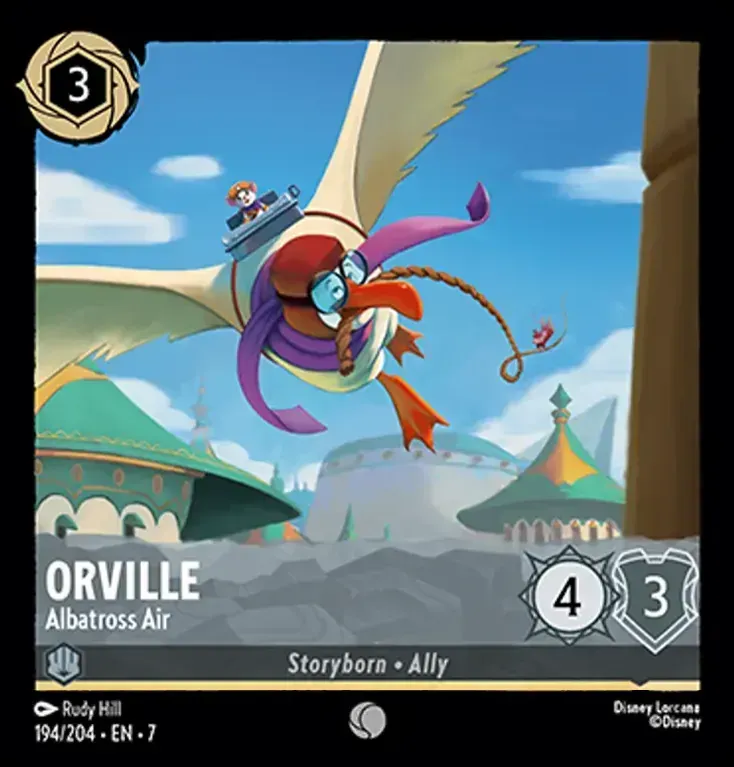 3
ORVILLE
Albatross Air
4
3
Storyborn • Ally
Rudy Hill
194/204 • EN • 7
Disney Lorcana
©Disney